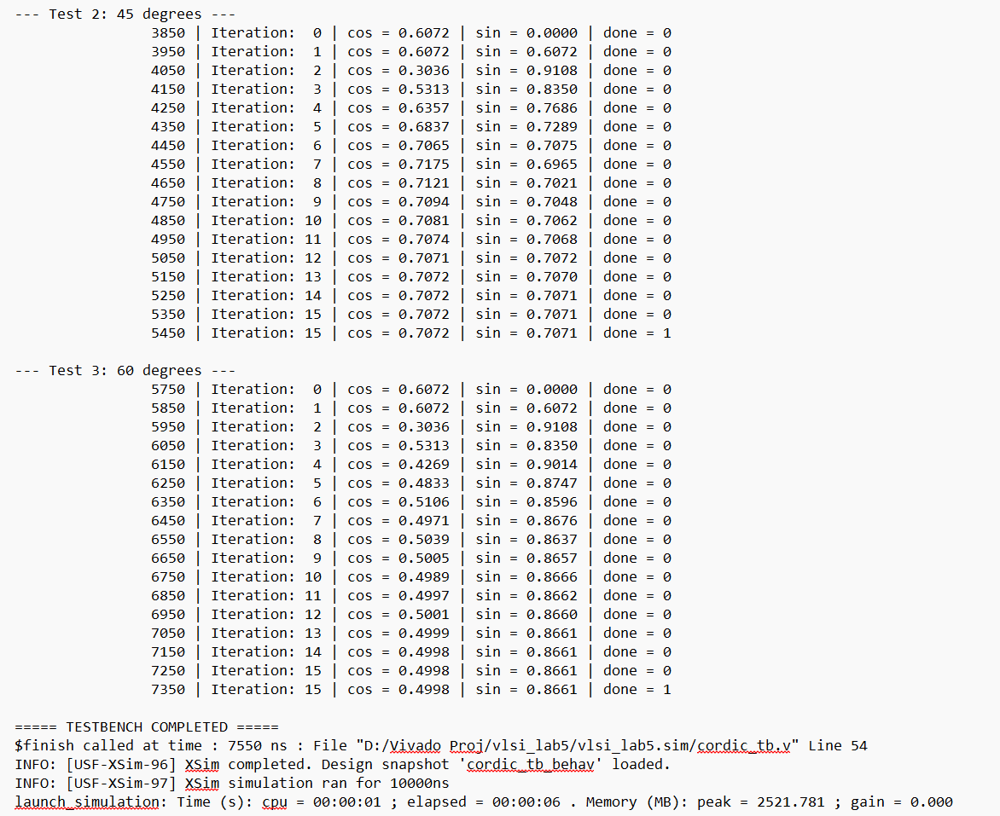 --- Test 2: 45 degrees ---
3850 | Iteration:  0 | cos = 0.6072 | sin = 0.0000 | done = 0
3950 | Iteration:  1 | cos = 0.6072 | sin = 0.6072 | done = 0
4050 | Iteration:  2 | cos = 0.3036 | sin = 0.9108 | done = 0
4150 | Iteration:  3 | cos = 0.5313 | sin = 0.8350 | done = 0
4250 | Iteration:  4 | cos = 0.6357 | sin = 0.7686 | done = 0
4350 | Iteration:  5 | cos = 0.6837 | sin = 0.7289 | done = 0
4450 | Iteration:  6 | cos = 0.7065 | sin = 0.7075 | done = 0
4550 | Iteration:  7 | cos = 0.7175 | sin = 0.6965 | done = 0
4650 | Iteration:  8 | cos = 0.7121 | sin = 0.7021 | done = 0
4750 | Iteration:  9 | cos = 0.7094 | sin = 0.7048 | done = 0
4850 | Iteration: 10 | cos = 0.7081 | sin = 0.7062 | done = 0
4950 | Iteration: 11 | cos = 0.7074 | sin = 0.7068 | done = 0
5050 | Iteration: 12 | cos = 0.7071 | sin = 0.7072 | done = 0
5150 | Iteration: 13 | cos = 0.7072 | sin = 0.7070 | done = 0
5250 | Iteration: 14 | cos = 0.7072 | sin = 0.7071 | done = 0
5350 | Iteration: 15 | cos = 0.7072 | sin = 0.7071 | done = 0
5450 | Iteration: 15 | cos = 0.7072 | sin = 0.7071 | done = 1
--- Test 3: 60 degrees ---
5750 | Iteration:  0 | cos = 0.6072 | sin = 0.0000 | done = 0
5850 | Iteration:  1 | cos = 0.6072 | sin = 0.6072 | done = 0
5950 | Iteration:  2 | cos = 0.3036 | sin = 0.9108 | done = 0
6050 | Iteration:  3 | cos = 0.5313 | sin = 0.8350 | done = 0
6150 | Iteration:  4 | cos = 0.4269 | sin = 0.9014 | done = 0
6250 | Iteration:  5 | cos = 0.4833 | sin = 0.8747 | done = 0
6350 | Iteration:  6 | cos = 0.5106 | sin = 0.8596 | done = 0
6450 | Iteration:  7 | cos = 0.4971 | sin = 0.8676 | done = 0
6550 | Iteration:  8 | cos = 0.5039 | sin = 0.8637 | done = 0
6650 | Iteration:  9 | cos = 0.5005 | sin = 0.8657 | done = 0
6750 | Iteration: 10 | cos = 0.4989 | sin = 0.8666 | done = 0
6850 | Iteration: 11 | cos = 0.4997 | sin = 0.8662 | done = 0
6950 | Iteration: 12 | cos = 0.5001 | sin = 0.8660 | done = 0
7050 | Iteration: 13 | cos = 0.4999 | sin = 0.8661 | done = 0
7150 | Iteration: 14 | cos = 0.4998 | sin = 0.8661 | done = 0
7250 | Iteration: 15 | cos = 0.4998 | sin = 0.8661 | done = 0
7350 | Iteration: 15 | cos = 0.4998 | sin = 0.8661 | done = 1
===== TESTBENCH COMPLETED =====
$finish called at time : 7550 ns : File "D:/Vivado Proj/vlsi_lab5/vlsi_lab5.sim/cordic_tb.v" Line 54
INFO: [USF-XSim-96] XSim completed. Design snapshot 'cordic_tb_behav' loaded.
INFO: [USF-XSim-97] XSim simulation ran for 10000ns
launch_simulation: Time (s): cpu = 00:00:01 ; elapsed = 00:00:06 . Memory (MB): peak = 2521.781 ; gain = 0.000